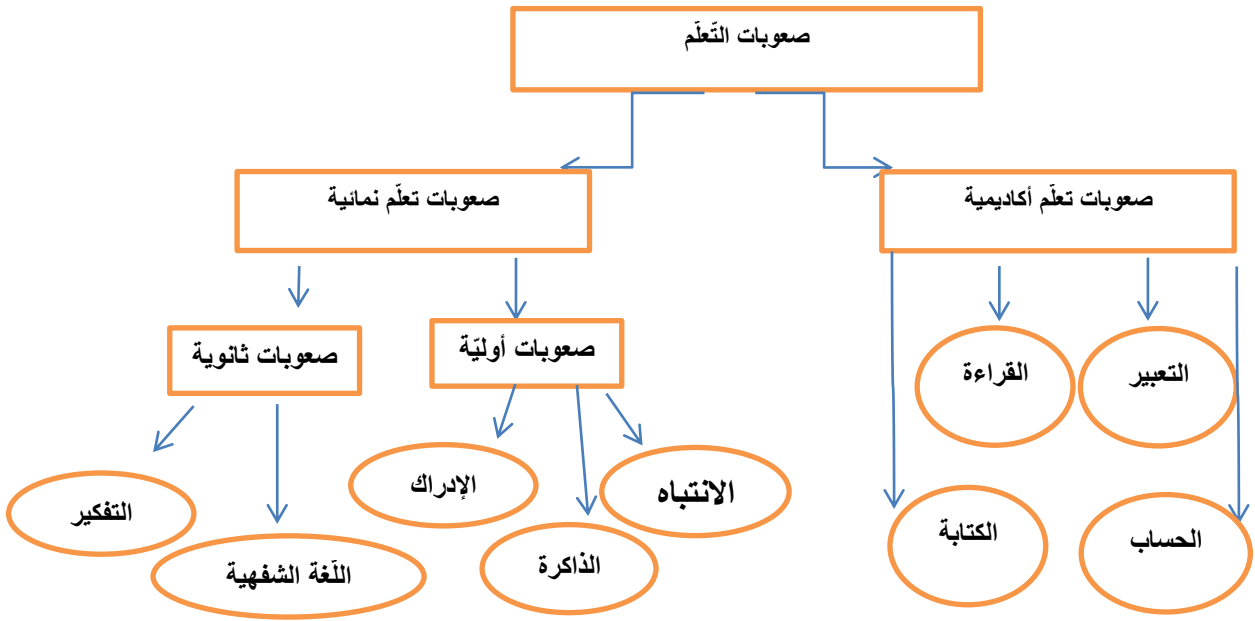 صعوبات التّعلّم
صعوبات تعلّم أكاديمية
صعوبات تعلّم نمائية
صعوبات أوليّة
صعوبات ثانوية
التعبير
القراءة
الحساب
الكتابة
الانتباه
الإدراك
الذاكرة
التفكير
اللّغة الشفهية